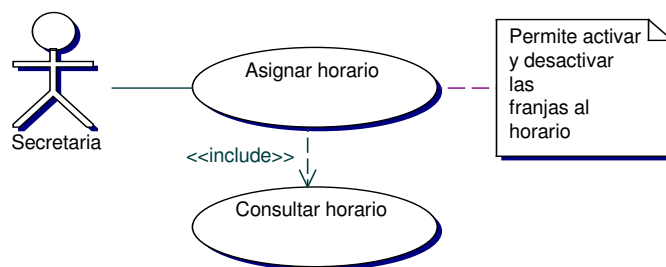 Asignar horario
Permite activar
y desactivar
las
franjas al
horario
Secretaria
<<include>>
Consultar horario